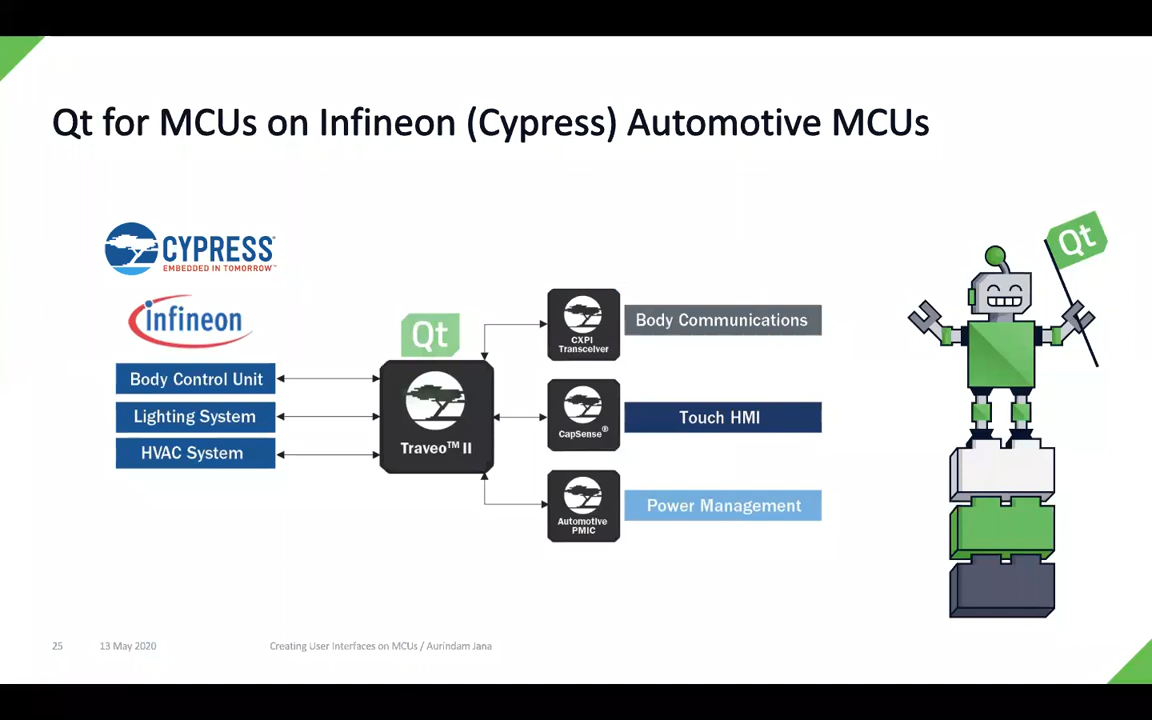 Qt for MCUs on Infineon (Cypress) Automotive MCUs
CYPRESS
EMBEDDED IN TOMORROW™
infineon
Body Control Unit
Lighting System
HVAC System
Qt
Traveo™ II
CXPI
Transceiver
Body Communications
CapSense®
Touch HMI
Automotive
PMIC
Power Management
Qt
25
13 May 2020
Creating User Interfaces on MCUs / Aurindam Jana